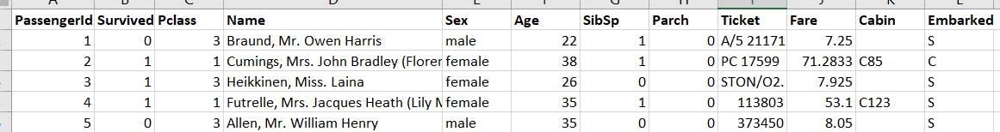 PassengerId Survived Pclass Name Sex Age SibSp Parch Ticket Fare Cabin Embarked
1 0 3 Braund, Mr. Owen Harris male 22 1 0 A/5 21171 7.25 S
2 1 1 Cumings, Mrs. John Bradley (Floren female 38 1 0 PC 17599 71.2833 C85 C
3 1 3 Heikkinen, Miss. Laina female 26 0 0 STON/O2. 7.925 S
4 1 1 Futrelle, Mrs. Jacques Heath (Lily M female 35 1 0 113803 53.1 C123 S
5 0 3 Allen, Mr. William Henry male 35 0 0 373450 8.05 S